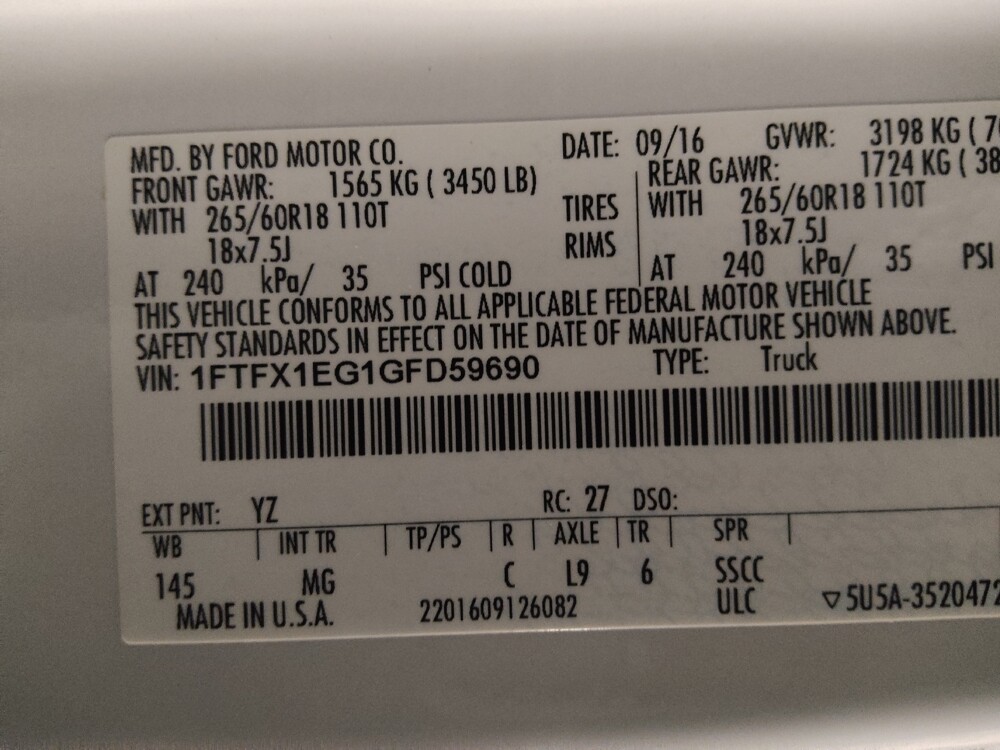 MFD. BY FORD MOTOR CO. DATE: 09/16 GVWR: 3198 KG ( 70
FRONT GAWR: 1565 KG ( 3450 LB) REAR GAWR: 1724 KG ( 38
WITH 265/60R18 110T TIRES WITH 265/60R18 110T
18x7.5J RIMS 18x7.5J
AT 240 kPa/ 35 PSI COLD AT 240 kPa/ 35 PSI
THIS VEHICLE CONFORMS TO ALL APPLICABLE FEDERAL MOTOR VEHICLE
SAFETY STANDARDS IN EFFECT ON THE DATE OF MANUFACTURE SHOWN ABOVE.
VIN: 1FTFX1EG1GFD59690 TYPE: Truck
EXT PNT: YZ RC: 27 DSO:
WB INT TR TP/PS R AXLE TR SPR
145 MG C L9 6 SSCC
MADE IN U.S.A. 2201609126082 ULC ▽5U5A-3520472